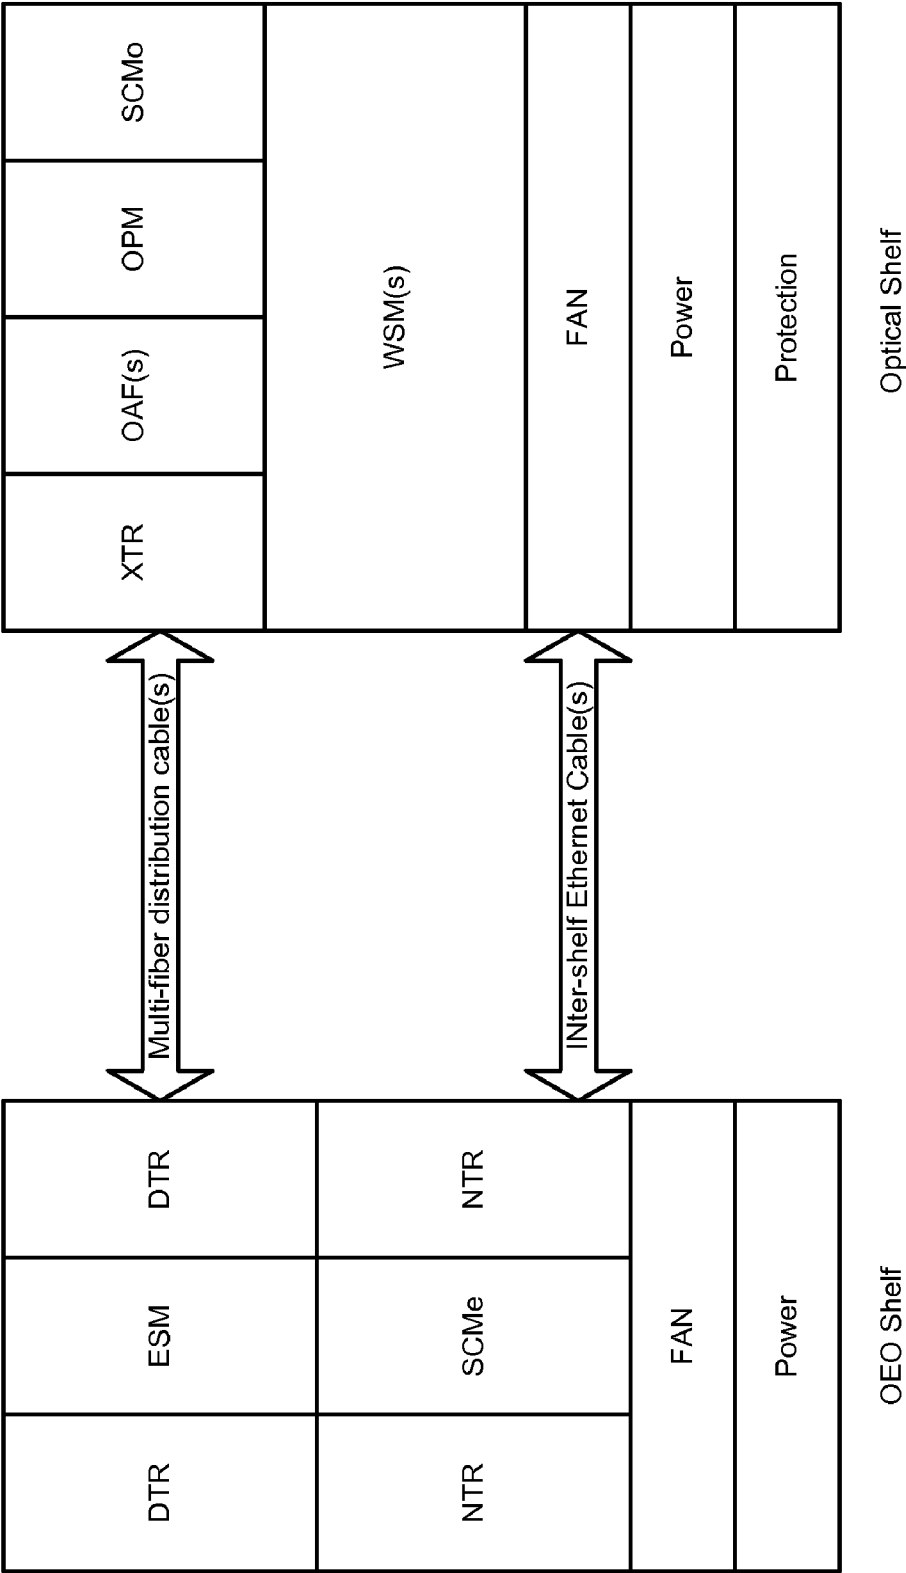 DTR
ESM
DTR
NTR
SCMe
NTR
FAN
Power
OEO Shelf
Multi-fiber distribution cable(s)
INter-shelf Ethernet Cable(s)
XTR
OAF(s)
OPM
SCMo
WSM(s)
FAN
Power
Protection
Optical Shelf